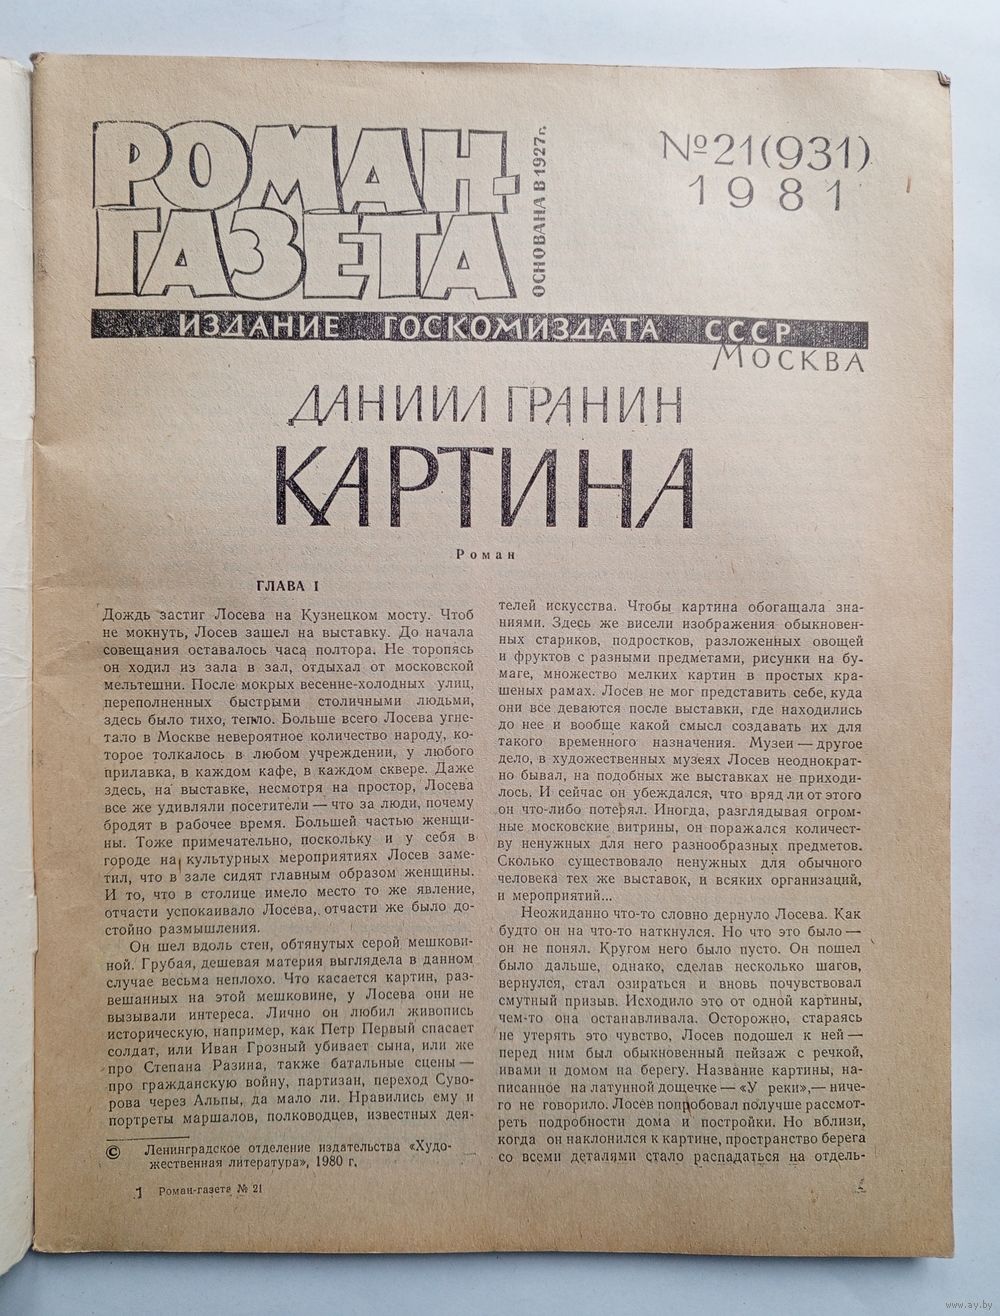 РОМАН-
ГАЗЕТА
ОСНОВАНА В 1927 г.
№ 21 (931)
1981
ИЗДАНИЕ ГОСКОМИЗДАТА СССР
МОСКВА
ДАНИИЛ ГРАНИН
КАРТИНА
Роман
ГЛАВА I
Дождь застиг Лосева на Кузнецком мосту. Чтоб
не мокнуть, Лосев зашел на выставку. До начала
совещания оставалось часа полтора. Не торопясь
он ходил из зала в зал, отдыхал от московской
мельтешни. После мокрых весенне-холодных улиц,
переполненных быстрыми столичными людьми,
здесь было тихо, тепло. Больше всего Лосева угне-
тало в Москве невероятное количество народу, ко-
торое толкалось в любом учреждении, у любого
прилавка, в каждом кафе, в каждом сквере. Даже
здесь, на выставке, несмотря на простор, Лосева
все же удивляли посетители — что за люди, почему
бродят в рабочее время. Большей частью женщи-
ны. Тоже примечательно, поскольку и у себя в
городе на культурных мероприятиях Лосев заме-
тил, что в зале сидят главным образом женщины.
И то, что в столице имело место то же явление,
отчасти успокаивало Лосева, отчасти же было до-
стойно размышления.
Он шел вдоль стен, обтянутых серой мешкови-
ной. Грубая, дешевая материя выглядела в данном
случае весьма неплохо. Что касается картин, раз-
вешанных на этой мешковине, у Лосева они не
вызывали интереса. Лично он любил живопись
историческую, например, как Петр Первый спасает
солдат, или Иван Грозный убивает сына, или же
про Степана Разина, также батальные сцены —
про гражданскую войну, партизан, переход Суво-
рова через Альпы, да мало ли. Нравились ему и
портреты маршалов, полководцев, известных дея-
© Ленинградское отделение издательства «Худо-
жественная литература», 1980 г.
1 Роман-газета № 21
телей искусства. Чтобы картина обогащала зна-
ниями. Здесь же висели изображения обыкновен-
ных стариков, подростков, разложенных овощей
и фруктов с разными предметами, рисунки на бу-
маге, множество мелких картин в простых кра-
шеных рамах. Лосев не мог представить себе, куда
они все деваются после выставки, где находились
до нее и вообще какой смысл создавать их для
такого временного назначения. Музеи — другое
дело, в художественных музеях Лосев неоднократ-
но бывал, на подобных же выставках не приходи-
лось. И сейчас он убеждался, что вряд ли от этого
он что-либо потерял. Иногда, разглядывая огром-
ные московские витрины, он поражался количест-
ву ненужных для него разнообразных предметов.
Сколько существовало ненужных для обычного
человека тех же выставок, и всяких организаций,
и мероприятий...
Неожиданно что-то словно дернуло Лосева. Как
будто он на что-то наткнулся. Но что это было —
он не понял. Кругом него было пусто. Он пошел
было дальше, однако, сделав несколько шагов,
вернулся, стал озираться и вновь почувствовал
смутный призыв. Исходило это от одной картины,
чем-то она останавливала. Осторожно, стараясь
не утерять это чувство, Лосев подошел к ней —
перед ним был обыкновенный пейзаж с речкой,
ивами и домом на берегу. Название картины, на-
писанное на латунной дощечке — «У реки»,— ниче-
го не говорило. Лосев попробовал получше рассмот-
реть подробности дома и постройки. Но вблизи,
когда он наклонился к картине, пространство берега
со всеми деталями стало распадаться на отдель-
www.ay.by